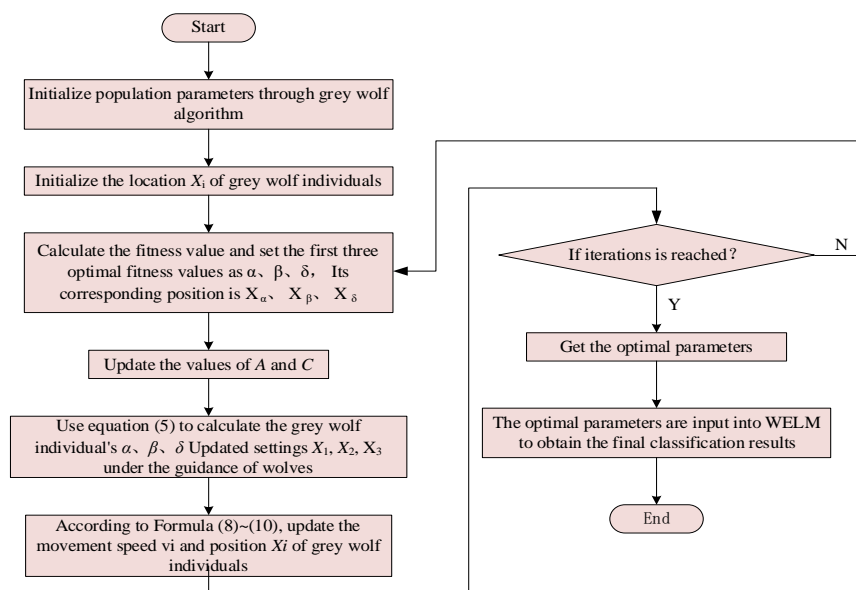 Start
Initialize population parameters through grey wolf
algorithm
Initialize the location Xi of grey wolf individuals
Calculate the fitness value and set the first three
optimal fitness values as α、β、δ， Its
corresponding position is Xα、 Xβ、 Xδ
Update the values of A and C
Use equation (5) to calculate the grey wolf
individual's α、β、δ Updated settings X1, X2, X3
under the guidance of wolves
According to Formula (8)~(10), update the
movement speed vi and position Xi of grey wolf
individuals
If iterations is reached？
N
Y
Get the optimal parameters
The optimal parameters are input into WELM
to obtain the final classification results
End